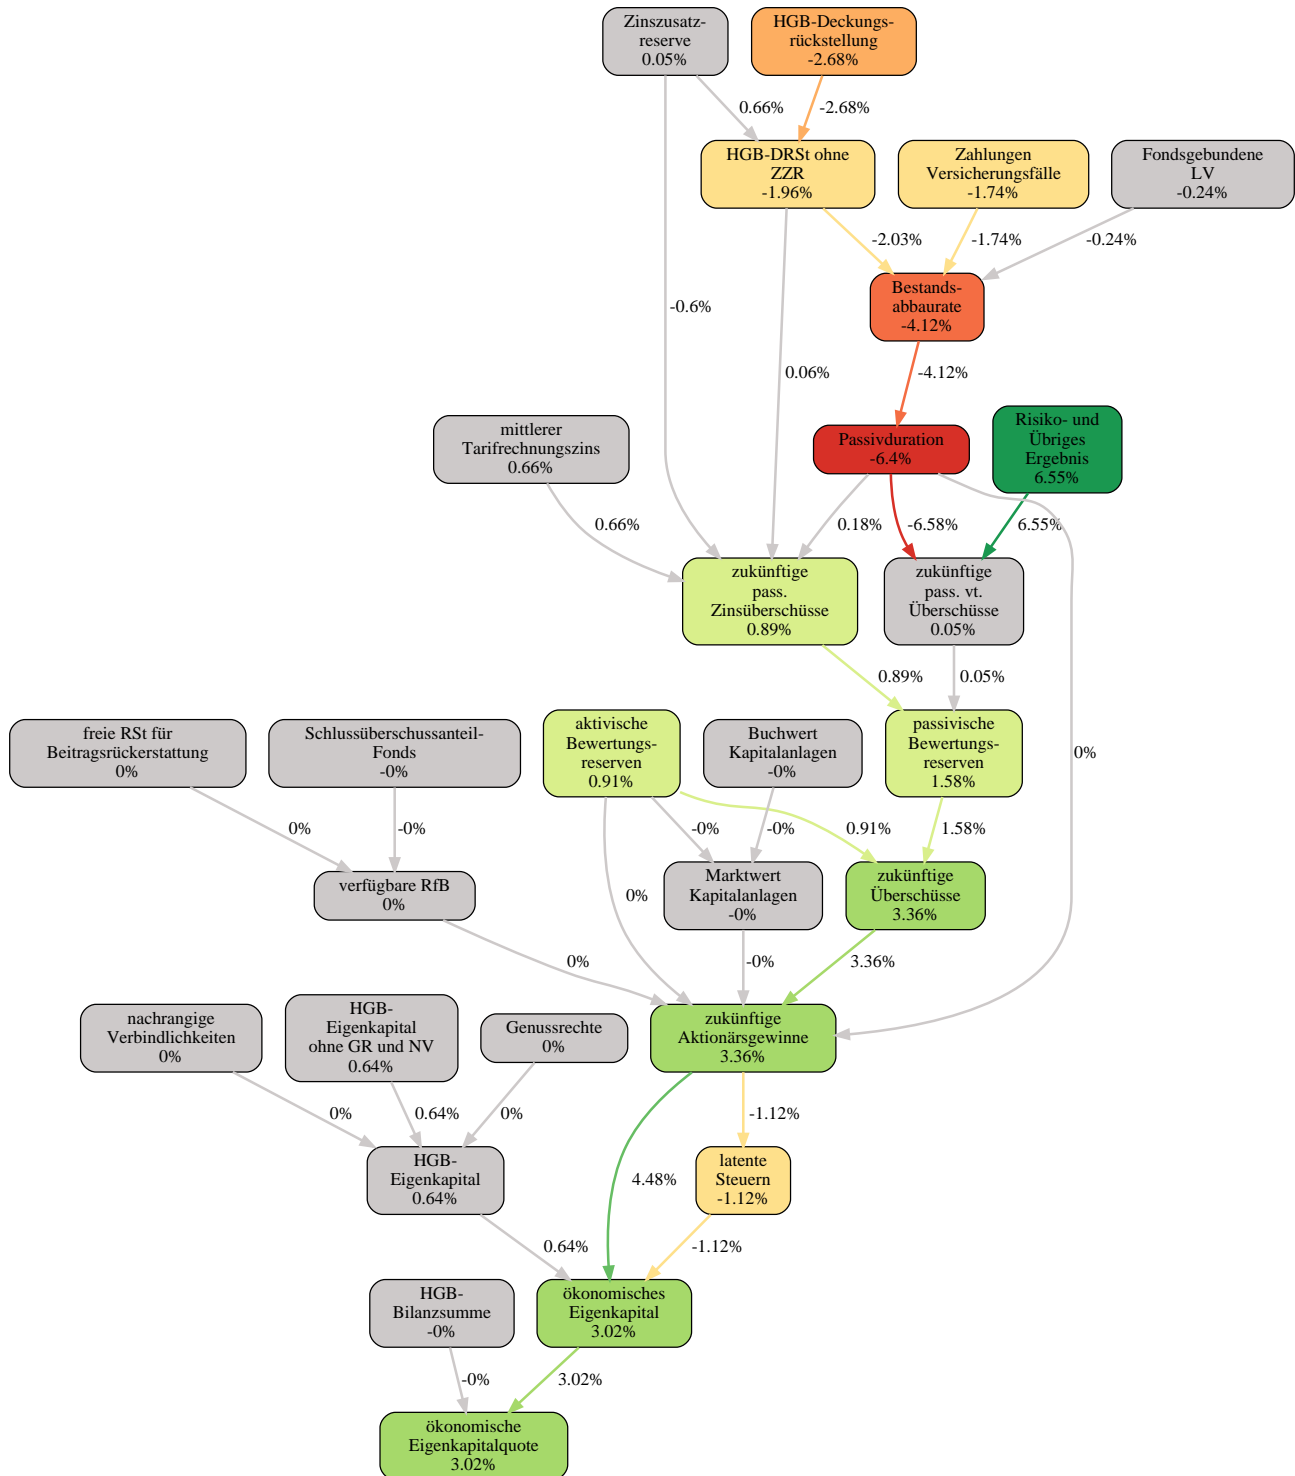 Zinszusatz-
reserve
0.05%
HGB-Deckungs-
rückstellung
-2.68%
0.66%
-2.68%
HGB-DRSt ohne
ZZR
-1.96%
Zahlungen
Versicherungsfälle
-1.74%
Fondsgebundene
LV
-0.24%
-2.03%
-1.74%
-0.24%
Bestands-
abbaurate
-4.12%
-0.6%
0.06%
-4.12%
mittlerer
Tarifrechnungszins
0.66%
Passivduration
-6.4%
Risiko- und
Übriges
Ergebnis
6.55%
0.66%
0.18%
-6.58%
6.55%
zukünftige
pass.
Zinsüberschüsse
0.89%
zukünftige
pass. vt.
Überschüsse
0.05%
0.89%
0.05%
freie RSt für
Beitragsrückerstattung
0%
Schlussüberschussanteil-
Fonds
-0%
aktivische
Bewertungs-
reserven
0.91%
Buchwert
Kapitalanlagen
-0%
passivische
Bewertungs-
reserven
1.58%
0%
0%
-0%
-0%
-0%
0.91%
1.58%
verfügbare RfB
0%
0%
Marktwert
Kapitalanlagen
-0%
zukünftige
Überschüsse
3.36%
0%
-0%
3.36%
nachrangige
Verbindlichkeiten
0%
HGB-
Eigenkapital
ohne GR und NV
0.64%
Genussrechte
0%
zukünftige
Aktionärsgewinne
3.36%
0%
0.64%
0%
-1.12%
HGB-
Eigenkapital
0.64%
4.48%
latente
Steuern
-1.12%
0.64%
-1.12%
HGB-
Bilanzsumme
-0%
ökonomisches
Eigenkapital
3.02%
-0%
3.02%
ökonomische
Eigenkapitalquote
3.02%